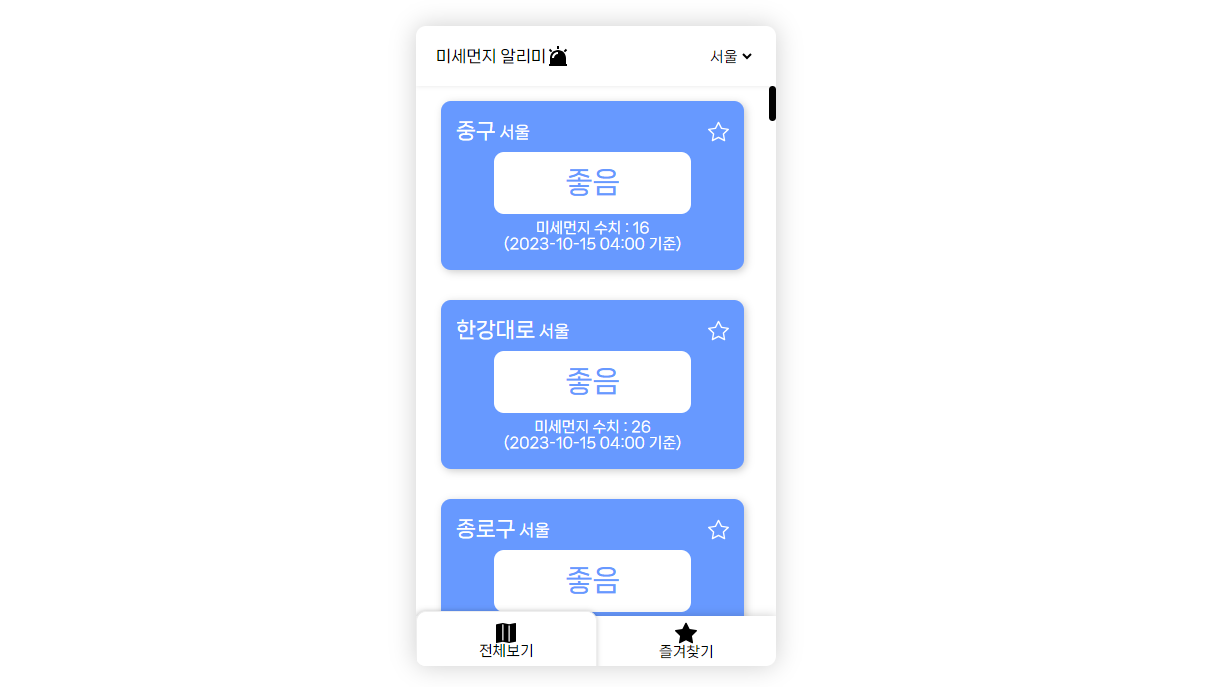 미세먼지 알리미
서울
중구 서울
좋음
미세먼지 수치 : 16
(2023-10-15 04:00 기준)
한강대로 서울
좋음
미세먼지 수치 : 26
(2023-10-15 04:00 기준)
종로구 서울
좋음
전체보기
즐겨찾기